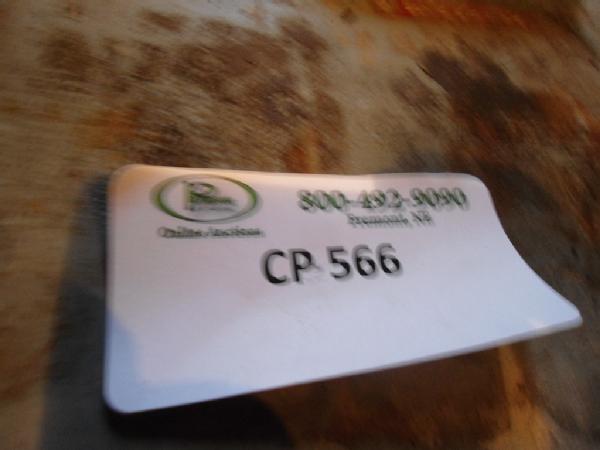 800-492-9090
Fremont, NE
Online Auctions
CP 566